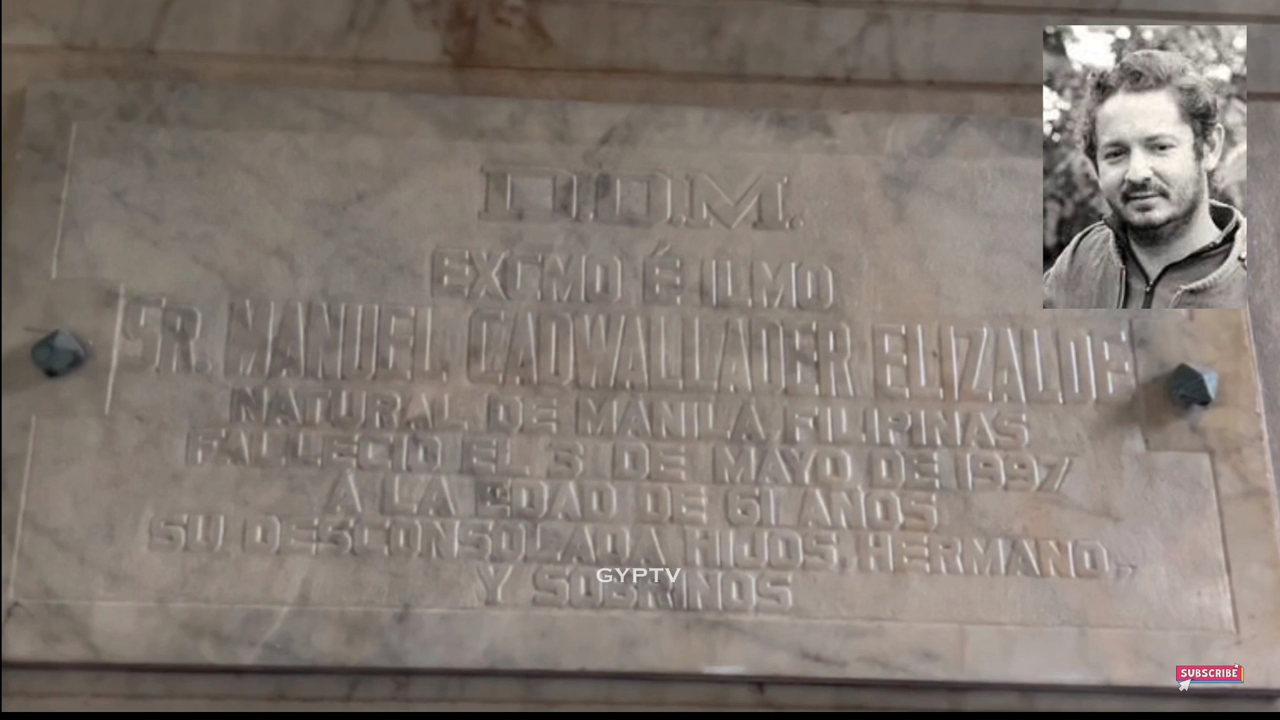 D.O.M.
EXCMO É ILMO
SR. MANUEL CADWALLADER ELIZALDE
NATURAL DE MANILA FILIPINAS
FALLECIO EL 3 DE MAYO DE 1997
A LA EDAD DE 61 AÑOS
SU DESCONSOLADA HIJOS, HERMANO,,
Y SOBRINOS
GYPTV
SUBSCRIBE